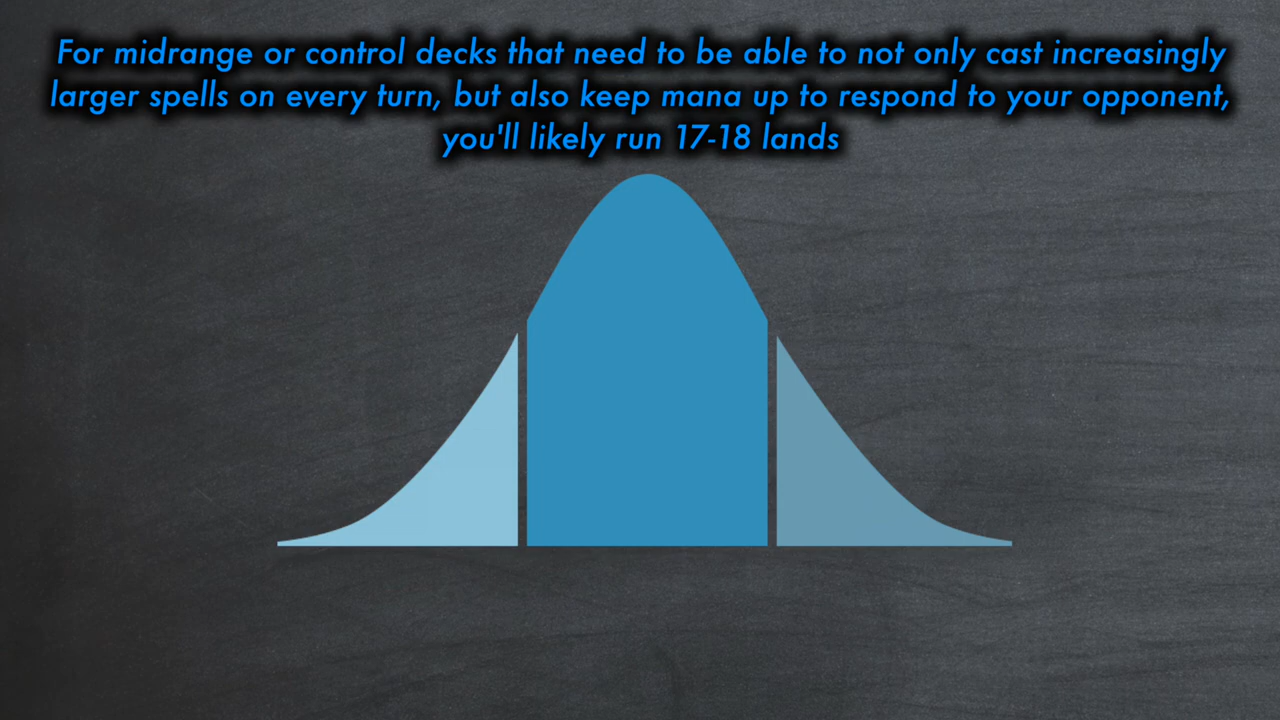 For midrange or control decks that need to be able to not only cast increasingly
larger spells on every turn, but also keep mana up to respond to your opponent,
you'll likely run 17-18 lands